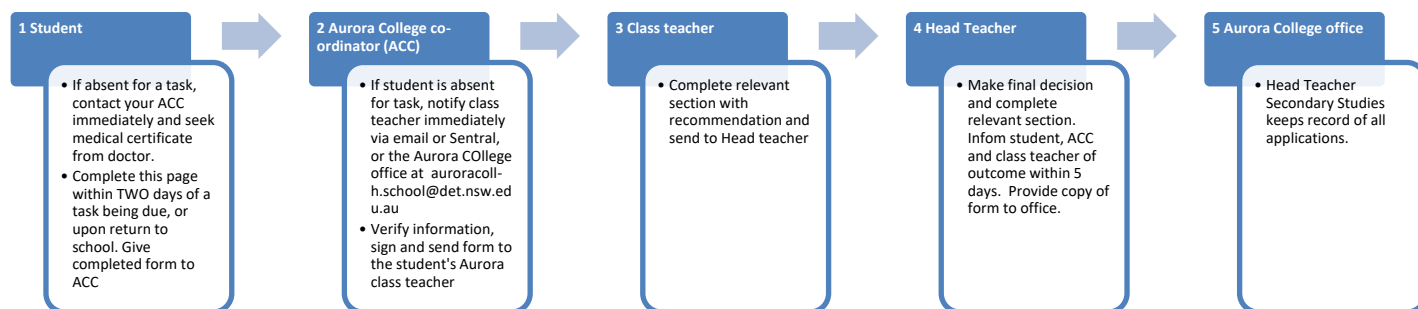 1 Student
• If absent for a task,
contact your ACC
immediately and seek
medical certificate
from doctor.
• Complete this page
within TWO days of a
task being due, or
upon return to
school. Give
completed form to
ACC
2 Aurora College co-
ordinator (ACC)
• If student is absent
for task, notify class
teacher immediately
via email or Sentral,
or the Aurora COllege
office at auroracoll-
h.school@det.nsw.ed
u.au
• Verify information,
sign and send form to
the student's Aurora
class teacher
3 Class teacher
• Complete relevant
section with
recommendation and
send to Head teacher
4 Head Teacher
• Make final decision
and complete
relevant section.
Infom student, ACC
and class teacher of
outcome within 5
days. Provide copy of
form to office.
5 Aurora College office
• Head Teacher
Secondary Studies
keeps record of all
applications.